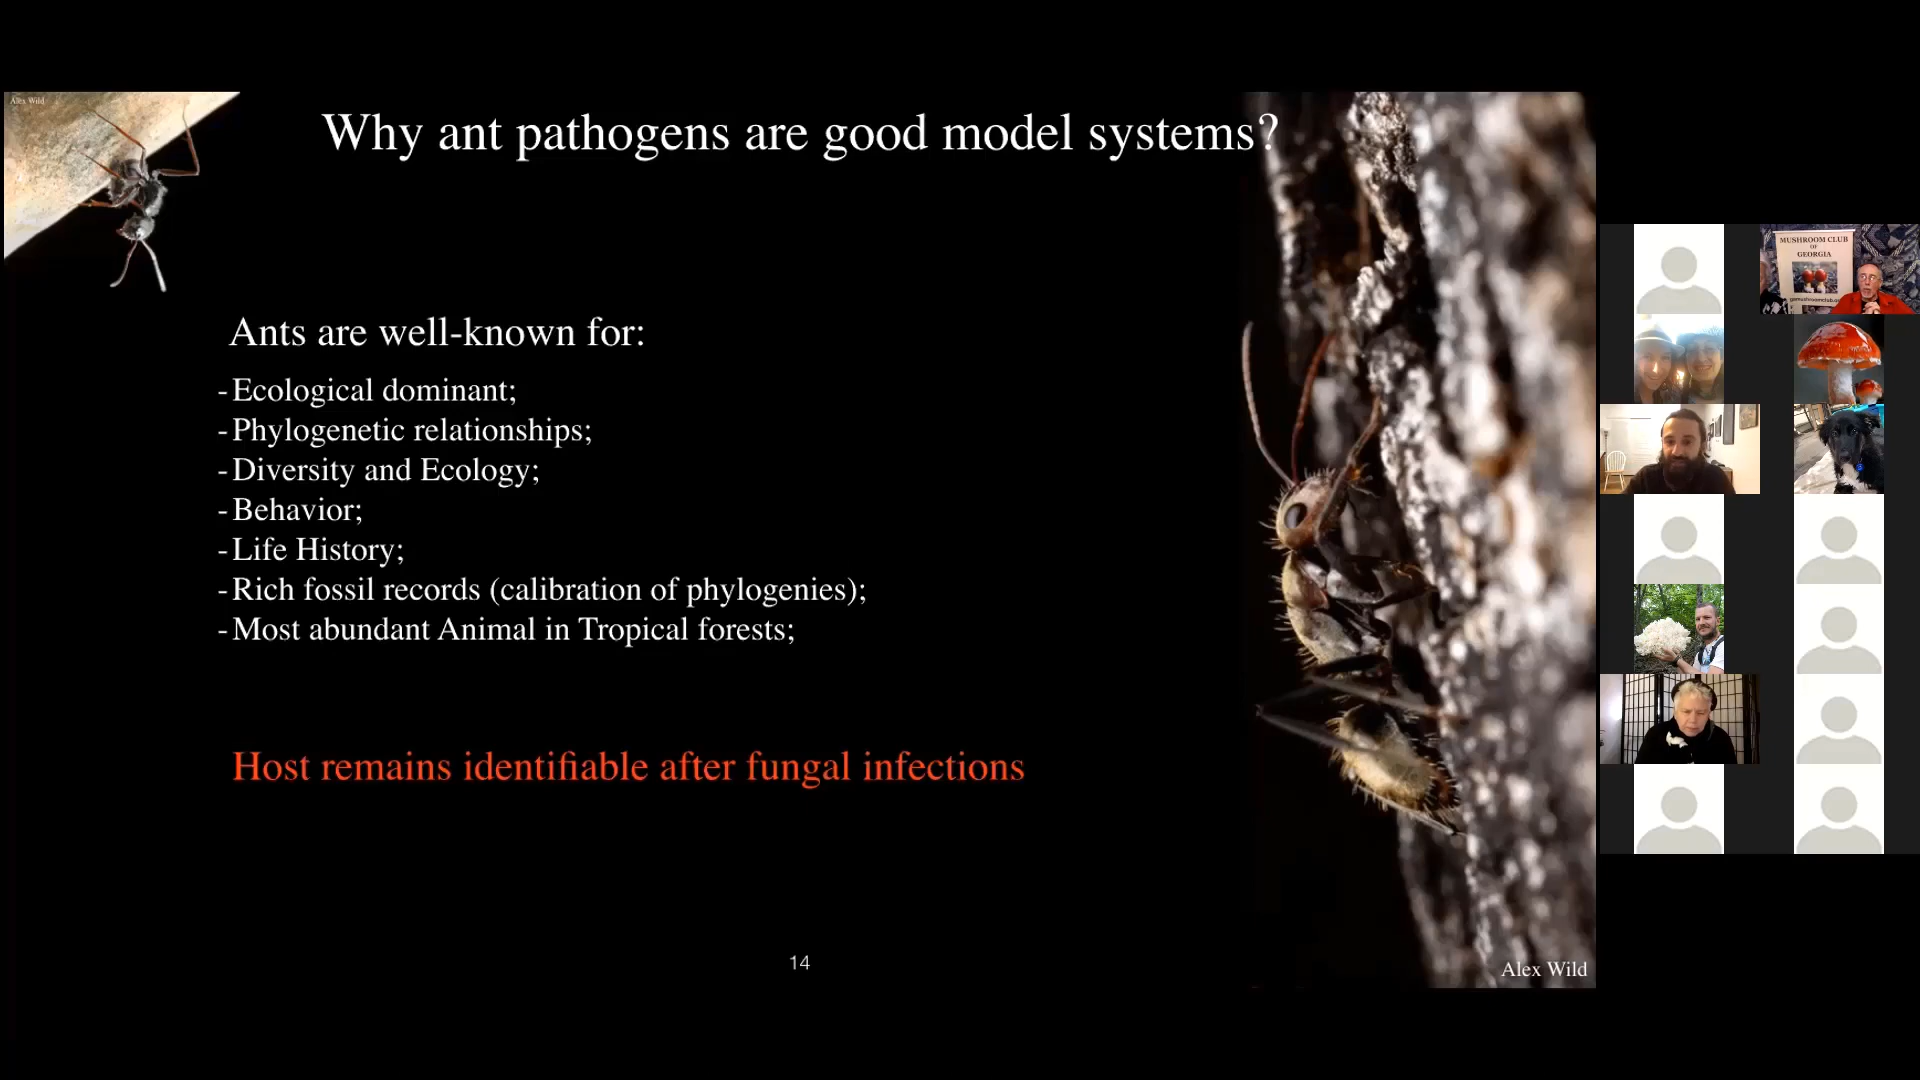 Alex Wild
Why ant pathogens are good model systems?
Ants are well-known for:
-Ecological dominant;
-Phylogenetic relationships;
-Diversity and Ecology;
-Behavior;
-Life History;
-Rich fossil records (calibration of phylogenies);
-Most abundant Animal in Tropical forests;
Host remains identifiable after fungal infections
14
Alex Wild
MUSHROOM CLUB
OF
GEORGIA